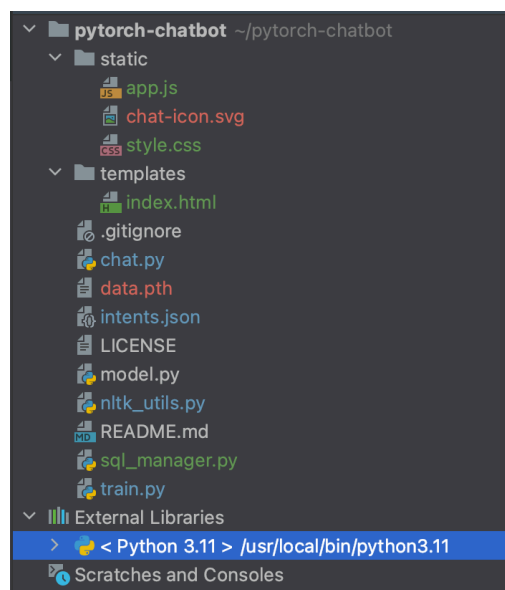 pytorch-chatbot ~/pytorch-chatbot
static
JS app.js
chat-icon.svg
CSS style.css
templates
H index.html
.gitignore
chat.py
data.pth
intents.json
LICENSE
model.py
nltk_utils.py
MD README.md
sql_manager.py
train.py
External Libraries
< Python 3.11 > /usr/local/bin/python3.11
Scratches and Consoles